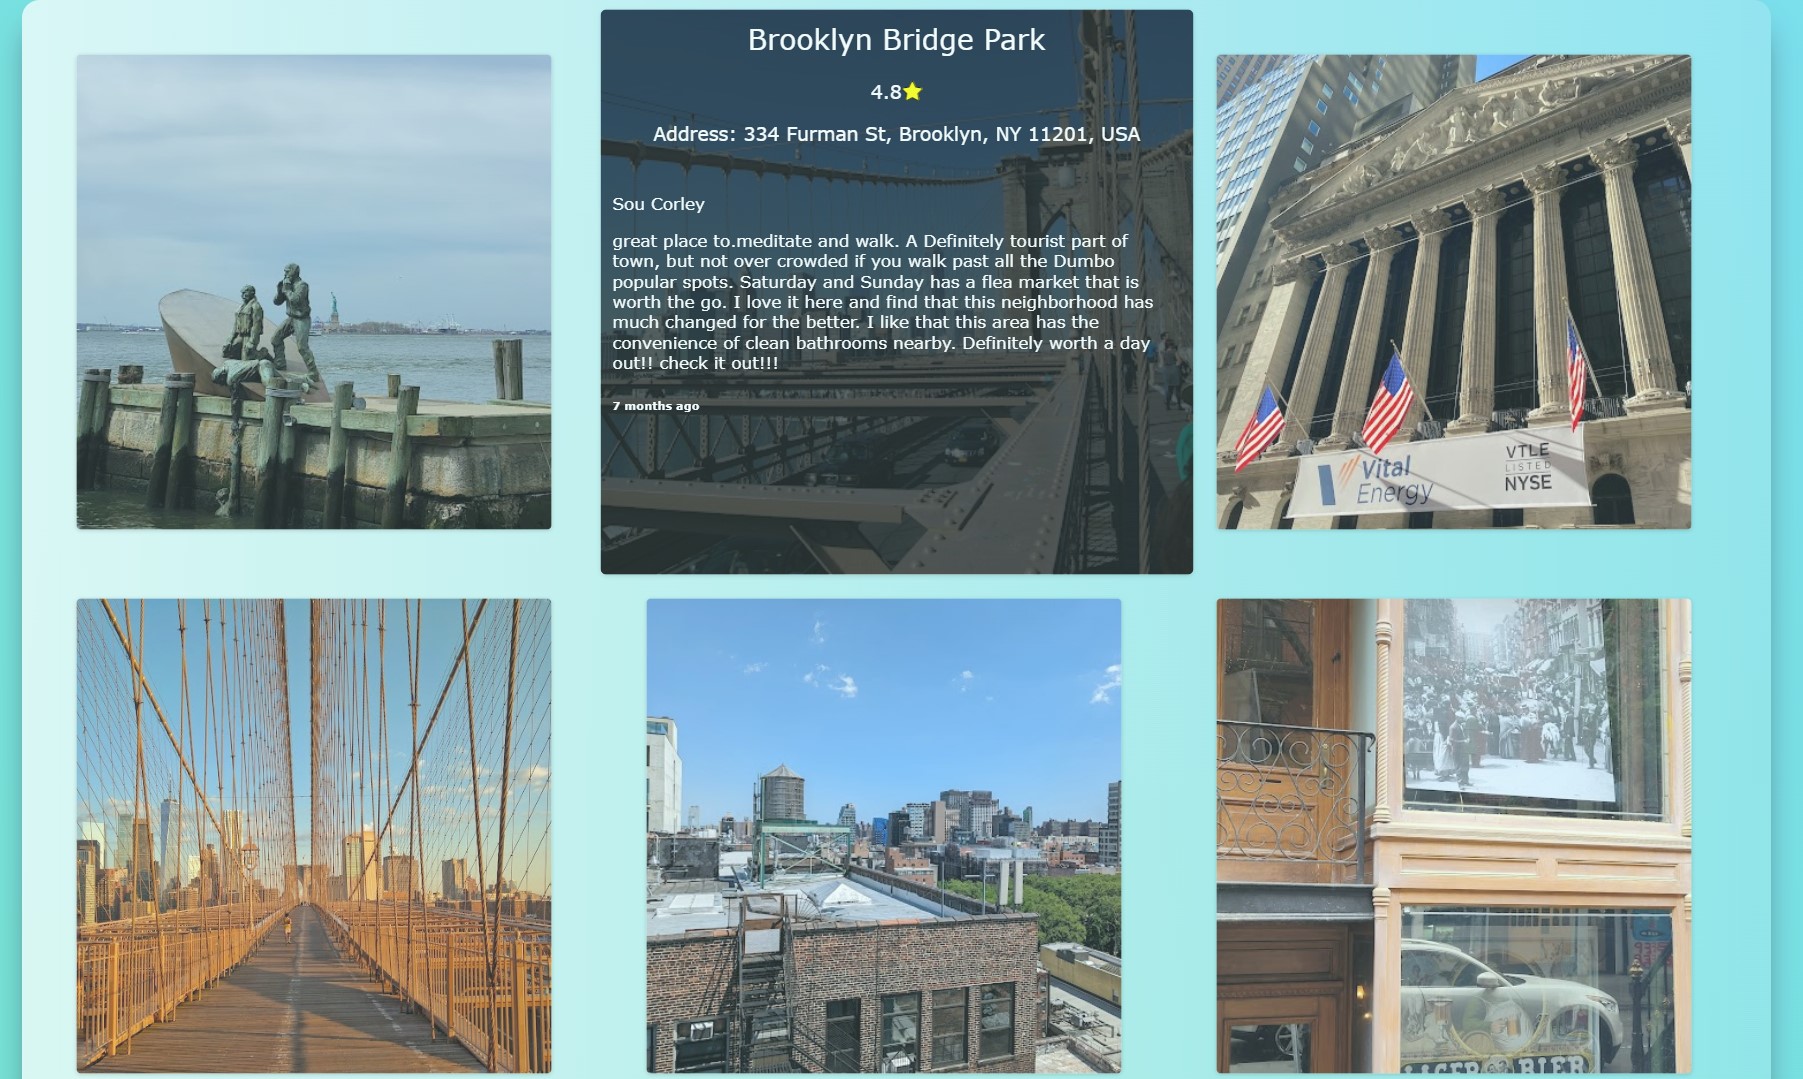 Brooklyn Bridge Park
4.8⭐
Address: 334 Furman St, Brooklyn, NY 11201, USA
Sou Corley
great place to.meditate and walk. A Definitely tourist part of
town, but not over crowded if you walk past all the Dumbo
popular spots. Saturday and Sunday has a flea market that is
worth the go. I love it here and find that this neighborhood has
much changed for the better. I like that this area has the
convenience of clean bathrooms nearby. Definitely worth a day
out!! check it out!!!
7 months ago
Vital
Energy
VTLE
LISTED
NYSE